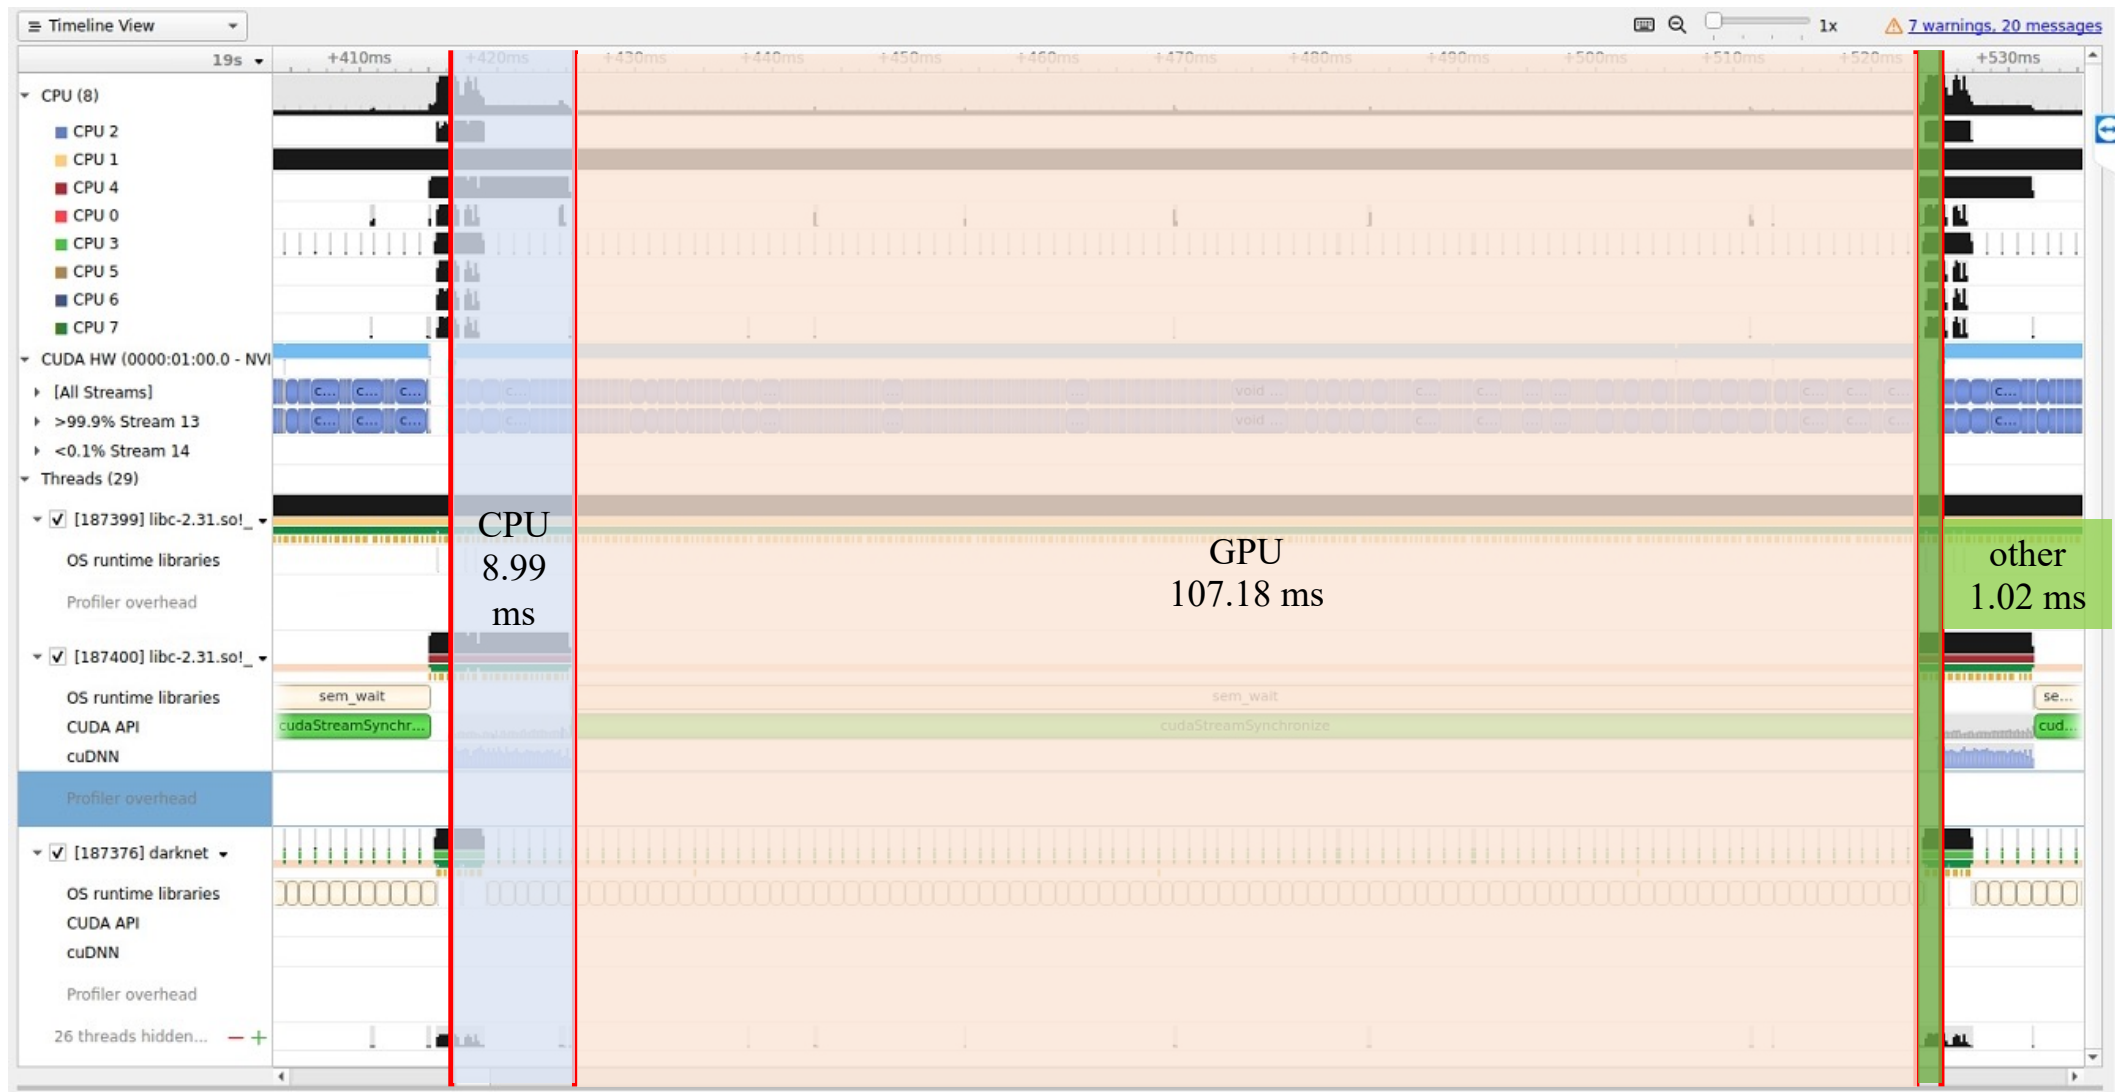 Timeline View
1x
7 warnings, 20 messages
19s
+410ms
+420ms
+430ms
+440ms
+450ms
+460ms
+470ms
+480ms
+490ms
+500ms
+510ms
+520ms
+530ms
CPU (8)
CPU 2
CPU 1
CPU 4
CPU 0
CPU 3
CPU 5
CPU 6
CPU 7
CUDA HW (0000:01:00.0 - NVI
[All Streams]
c...
c...
c...
c...
void ...
c...
c...
c...
c...
c...
c...
>99.9% Stream 13
c...
c...
c...
c...
void ...
c...
c...
c...
c...
c...
c...
<0.1% Stream 14
Threads (29)
[187399] libc-2.31.so!_
OS runtime libraries
Profiler overhead
CPU
8.99
ms
GPU
107.18 ms
other
1.02 ms
[187400] libc-2.31.so!_
OS runtime libraries
sem_wait
sem_wait
se...
CUDA API
cudaStreamSynchr...
cudaStreamSynchronize
cud...
cuDNN
Profiler overhead
[187376] darknet
OS runtime libraries
CUDA API
cuDNN
Profiler overhead
26 threads hidden...